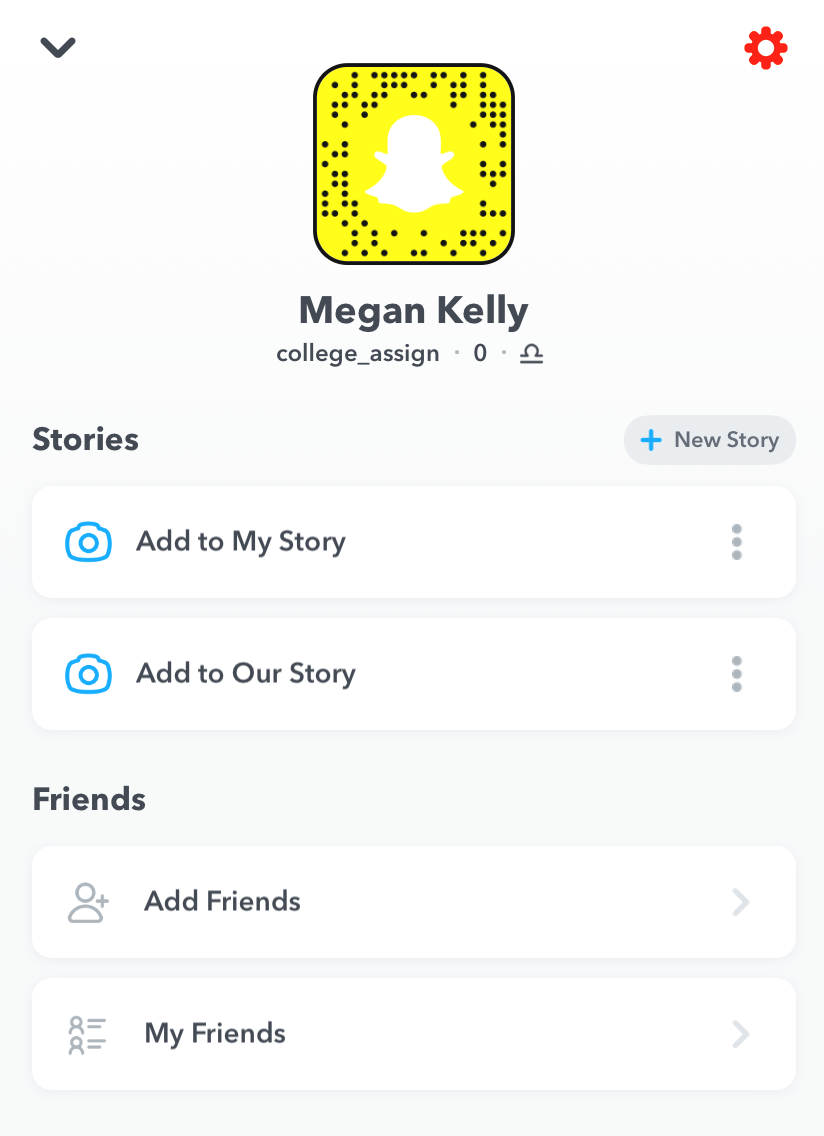 Megan Kelly
college_assign · 0 · ♎
Stories
+ New Story
Add to My Story
Add to Our Story
Friends
Add Friends
My Friends